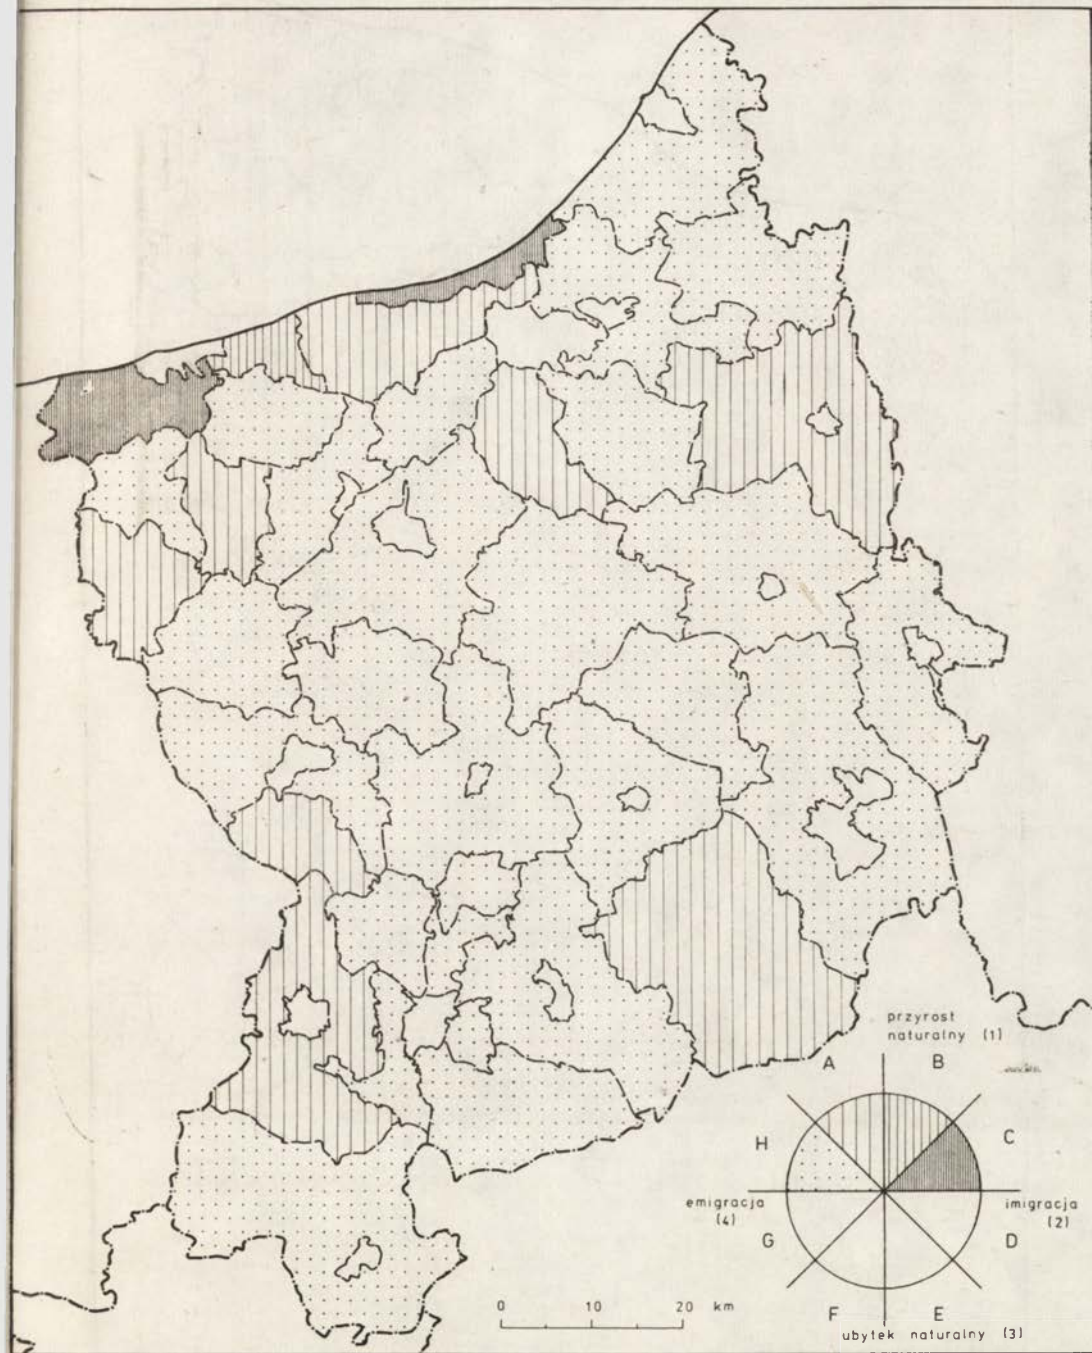 przyrost
naturalny (1)
A B
H C
emigracja
(4)
imigracja
(2)
G D
F E
ubytek naturalny (3)
0 10 20 km